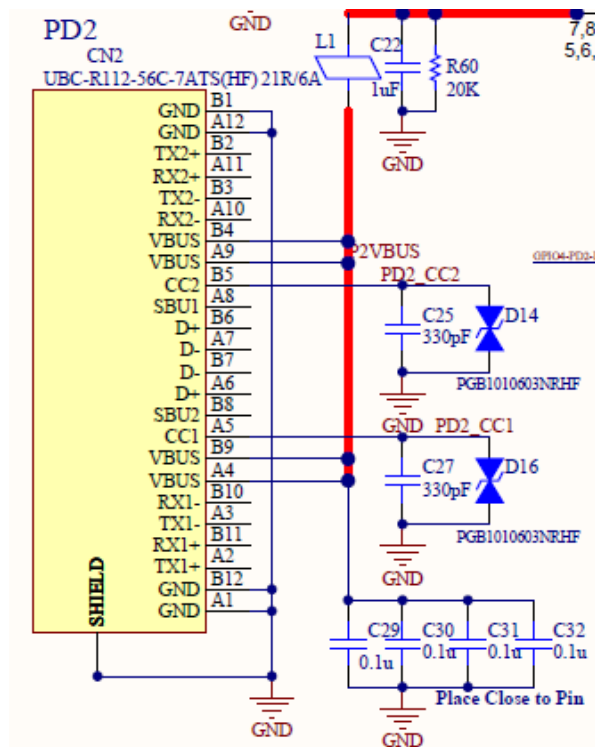 PD2
CN2
UBC-R112-56C-7ATS(HF) 21R/6A
GND
L1
C22
1uF
R60
20K
GND
7,8
5,6,
GND B1
GND A12
TX2+ B2
RX2+ A11
TX2- B3
RX2- A10
VBUS B4
VBUS A9
CC2 B5
SBU1 A8
D+ B6
D- A7
D- B7
D+ A6
SBU2 B8
CC1 A5
VBUS B9
VBUS A4
RX1- B10
TX1- A3
RX1+ B11
TX1+ A2
GND B12
GND A1
SHIELD
GND
P2VBUS
GPIO4-PD2-
PD2_CC2
C25
330pF
D14
PGB1010603NRHF
GND
PD2_CC1
C27
330pF
D16
PGB1010603NRHF
GND
C29
0.1u
C30
0.1u
C31
0.1u
C32
0.1u
Place Close to Pin
GND